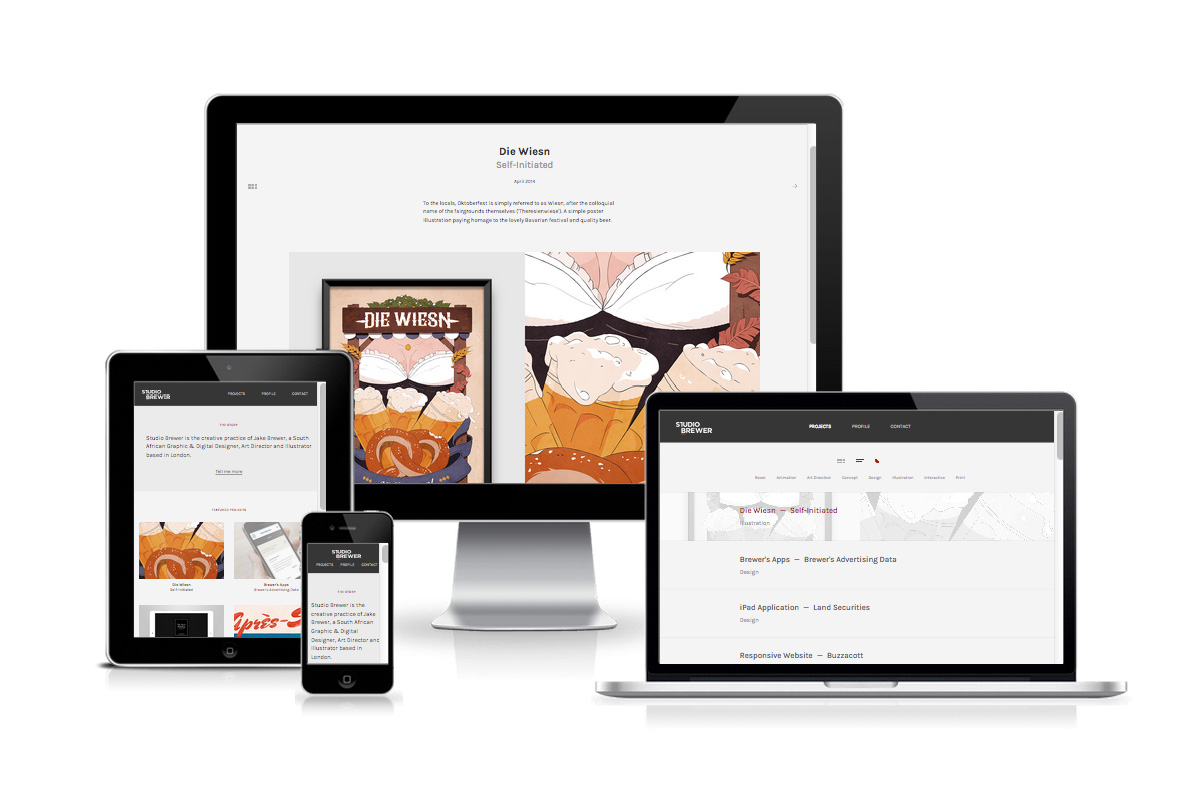 Die Wiesn
Self-Initiated
April 2014
To the locals, Oktoberfest is simply referred to as Wiesn, after the colloquial
name of the fairgrounds themselves ('Theresienwiese'). A simple poster
illustration paying homage to the lovely Bavarian festival and quality beer.
DIE WIESN
STUDIO
BREWER
PROJECTS PROFILE CONTACT
THE STORY
Studio Brewer is the creative practice of Jake Brewer, a South
African Graphic & Digital Designer, Art Director and Illustrator
based in London.
Tell me more
FEATURED PROJECTS
Die Wiesn
Self-Initiated
Brewer's Apps
Brewer's Advertising Data
près-S
STUDIO
BREWER
PROJECTS PROFILE CONTACT
THE STORY
Studio Brewer is the
creative practice of Jake
Brewer, a South African
Graphic & Digital
Designer, Art Director and
Illustrator based in
London.
STUDIO
BREWER
PROJECTS PROFILE CONTACT
Reset Animation Art Direction Concept Design Illustration Interactive Print
Die Wiesn — Self-Initiated
Illustration
Brewer's Apps — Brewer's Advertising Data
Design
iPad Application — Land Securities
Design
Responsive Website — Buzzacott